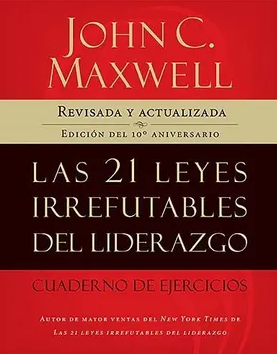 JOHN C.
MAXWELL
REVISADA Y ACTUALIZADA
EDICIÓN DEL 10º ANIVERSARIO
LAS 21 LEYES
IRREFUTABLES
DEL LIDERAZGO
CUADERNO DE EJERCICIOS
AUTOR DE MAYOR VENTAS DEL NEW YORK TIMES DE
LAS 21 LEYES IRREFUTABLES DEL LIDERAZGO